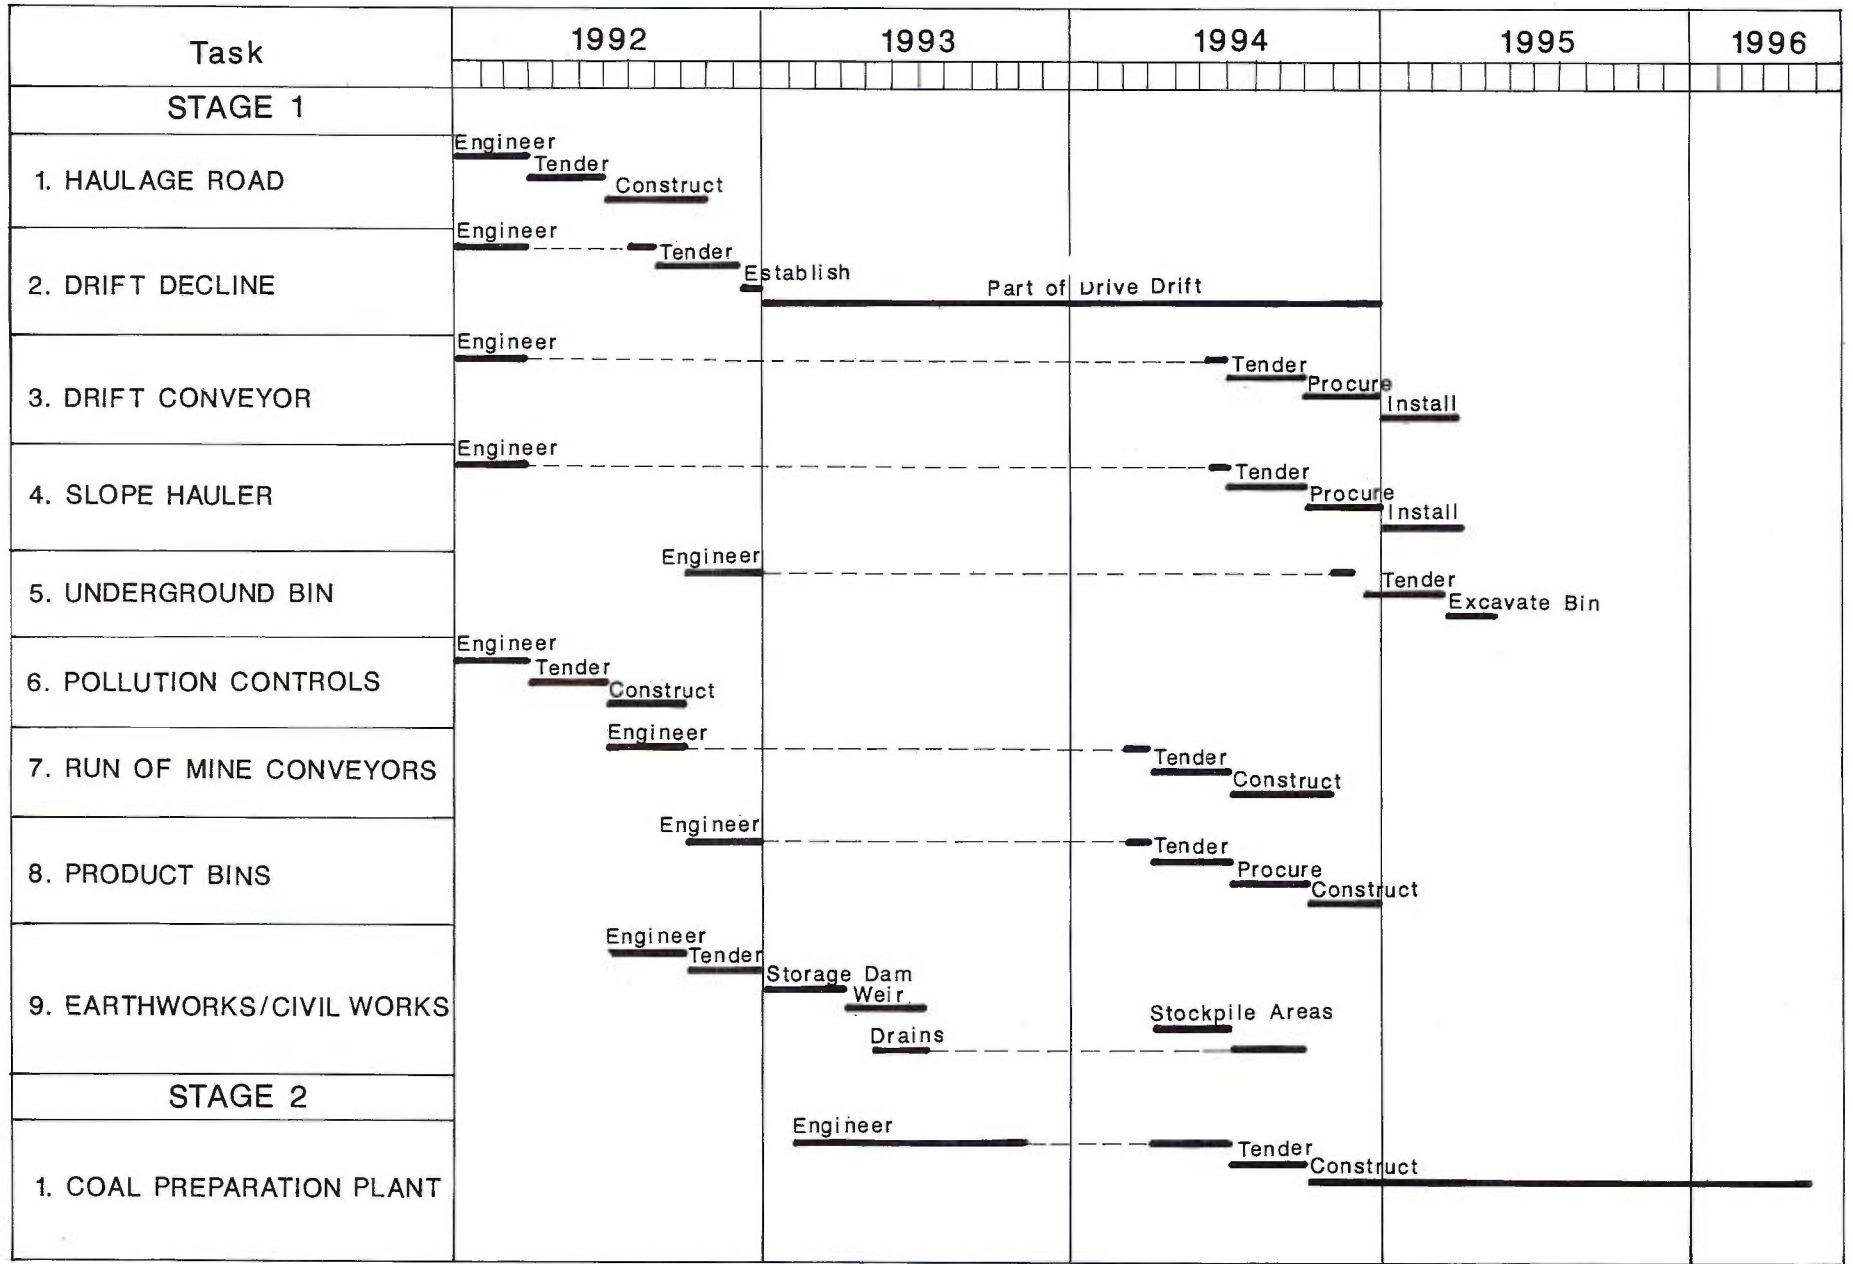 Task 1992 1993 1994 1995 1996
STAGE 1
1. HAULAGE ROAD
Engineer
Tender
Construct
2. DRIFT DECLINE
Engineer
Tender
Establish
Part of Drive Drift
3. DRIFT CONVEYOR
Engineer
Tender
Procure
Install
4. SLOPE HAULER
Engineer
Tender
Procure
Install
5. UNDERGROUND BIN
Engineer
Tender
Excavate Bin
6. POLLUTION CONTROLS
Engineer
Tender
Construct
7. RUN OF MINE CONVEYORS
Engineer
Tender
Construct
8. PRODUCT BINS
Engineer
Tender
Procure
Construct
9. EARTHWORKS/CIVIL WORKS
Engineer
Tender
Storage Dam
Weir
Stockpile Areas
Drains
STAGE 2
1. COAL PREPARATION PLANT
Engineer
Tender
Construct